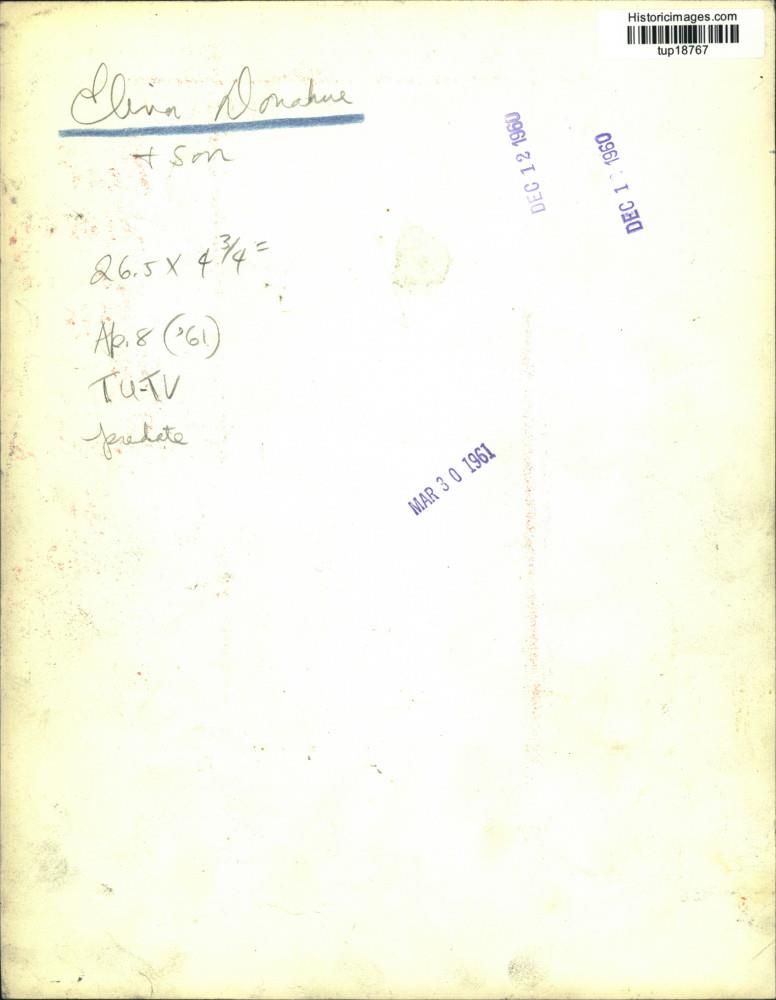 Historicimages.com
tup18767
Elinor Donahue
+ Son
DEC 12 1960
DEC 1 1960
26.5 X 4 3/4 =
Ap. 8 ('61)
TU-TV
predate
MAR 30 1961